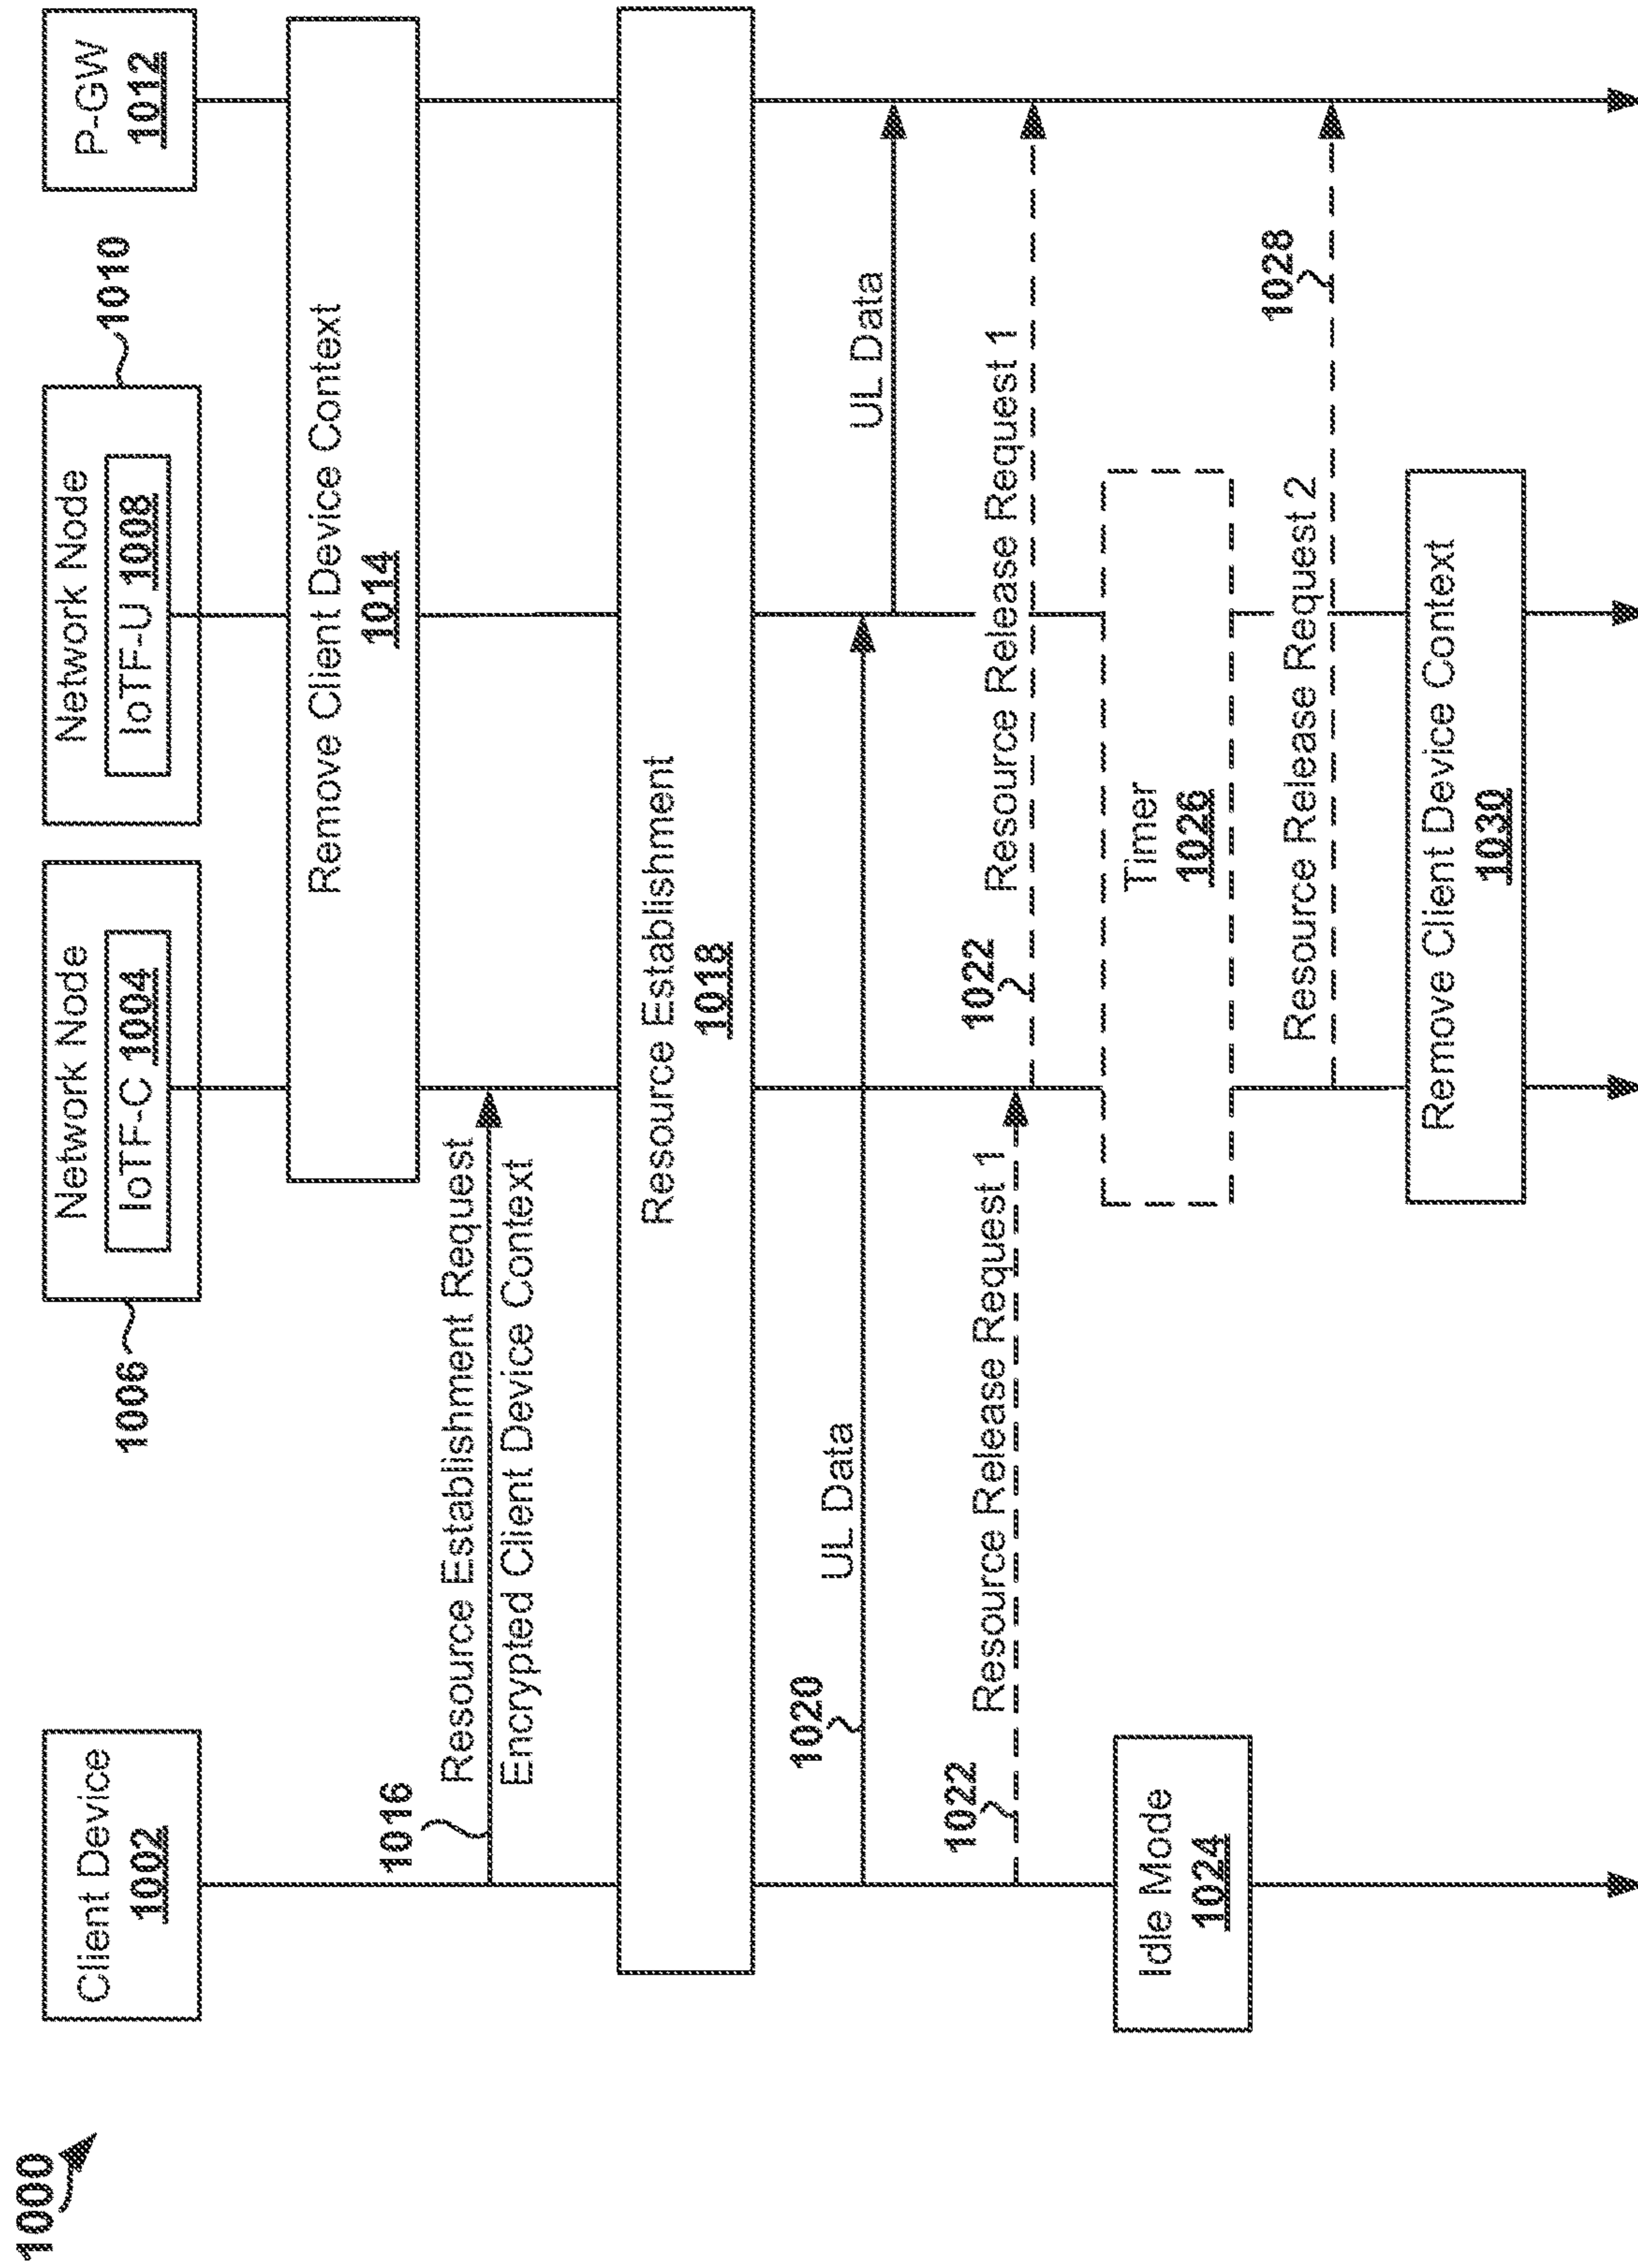 1000
Client Device
1002
Network Node
IoTF-C 1004
1006
Network Node
IoTF-U 1008
1010
P-GW
1012
Remove Client Device Context
1014
1016
Resource Establishment Request
Encrypted Client Device Context
Resource Establishment
1018
1020
UL Data
UL Data
1022
Resource Release Request 1
1022
Resource Release Request 1
Idle Mode
1024
Timer
1026
Resource Release Request 2
1028
Remove Client Device Context
1030